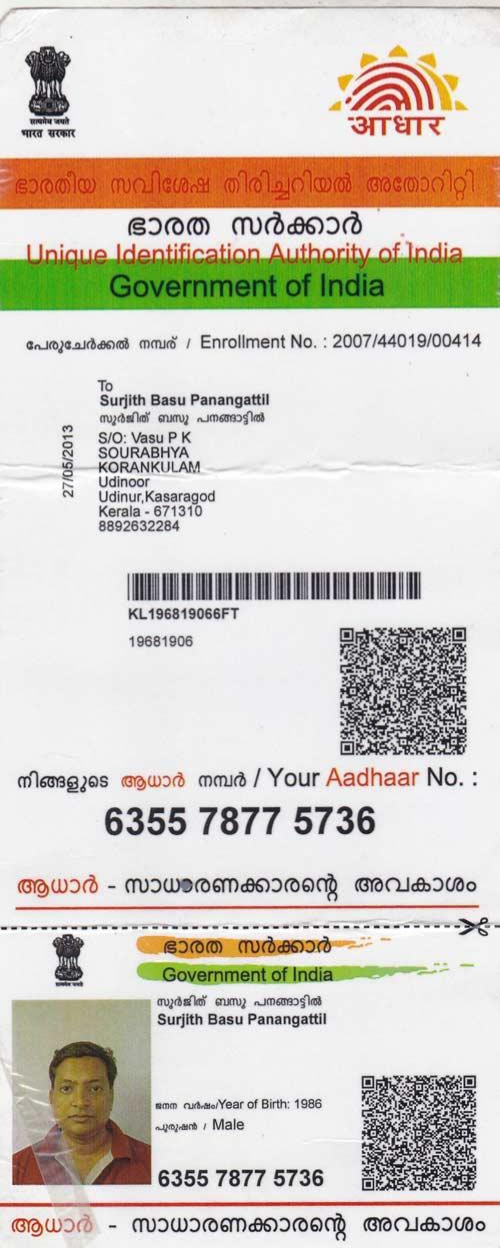 सत्यमेव जयते
भारत सरकार
आधार
ഭാരതീയ സവിശേഷ തിരിച്ചറിയൽ അതോറിറ്റി
ഭാരത സർക്കാർ
Unique Identification Authority of India
Government of India
പേരുചേർക്കൽ നമ്പര് / Enrollment No. : 2007/44019/00414
To
Surjith Basu Panangattil
സുർജിത് ബസു പനങ്ങാട്ടിൽ
S/O: Vasu P K
SOURABHYA
KORANKULAM
Udinoor
Udinur,Kasaragod
Kerala - 671310
8892632284
27/05/2013
KL196819066FT
19681906
നിങ്ങളുടെ ആധാർ നമ്പർ / Your Aadhaar No. :
6355 7877 5736
ആധാർ - സാധാരണക്കാരന്റെ അവകാശം
सत्यमेव जयते
ഭാരത സർക്കാർ
Government of India
സുർജിത് ബസു പനങ്ങാട്ടിൽ
Surjith Basu Panangattil
ജനന വർഷം/Year of Birth: 1986
പുരുഷൻ / Male
6355 7877 5736
ആധാർ - സാധാരണക്കാരന്റെ അവകാശം